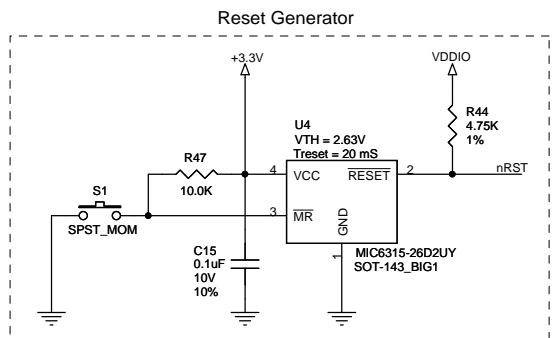 Reset Generator
+3.3V
VDDIO
U4
VTH = 2.63V
Treset = 20 mS
R44
4.75K
1%
R47
10.0K
4
VCC
RESET
2
nRST
S1
SPST_MOM
3
MR
GND
1
C15
0.1uF
10V
10%
MIC6315-26D2UY
SOT-143_BIG1